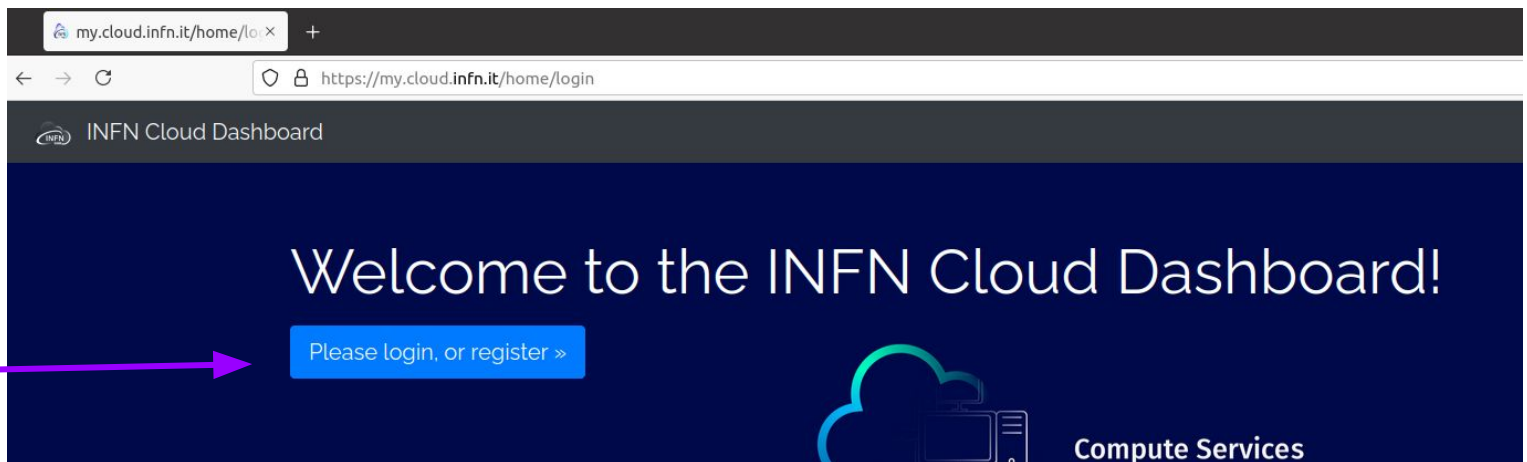 my.cloud.infn.it/home/lo
https://my.cloud.infn.it/home/login
INFN INFN Cloud Dashboard
Welcome to the INFN Cloud Dashboard!
Please login, or register »
Compute Services